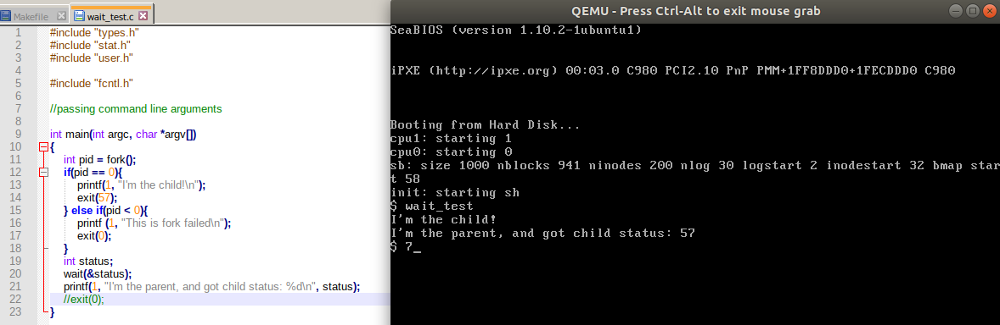 Makefile wait_test.c
1 #include "types.h"
2 #include "stat.h"
3 #include "user.h"
4
5 #include "fcntl.h"
6
7 //passing command line arguments
8
9 int main(int argc, char *argv[])
10 {
11 int pid = fork();
12 if(pid == 0){
13 printf(1, "I'm the child!\n");
14 exit(57);
15 } else if(pid < 0){
16 printf (1, "This is fork failed\n");
17 exit(0);
18 }
19 int status;
20 wait(&status);
21 printf(1, "I'm the parent, and got child status: %d\n", status);
22 //exit(0);
23 }
QEMU - Press Ctrl-Alt to exit mouse grab
SeaBIOS (version 1.10.2-1ubuntu1)
iPXE (http://ipxe.org) 00:03.0 C980 PCI2.10 PnP PMM+1FF8DDD0+1FECDDD0 C980
Booting from Hard Disk...
cpu1: starting 1
cpu0: starting 0
sb: size 1000 nblocks 941 ninodes 200 nlog 30 logstart 2 inodestart 32 bmap star
t 58
init: starting sh
$ wait_test
I'm the child!
I'm the parent, and got child status: 57
$ 7_